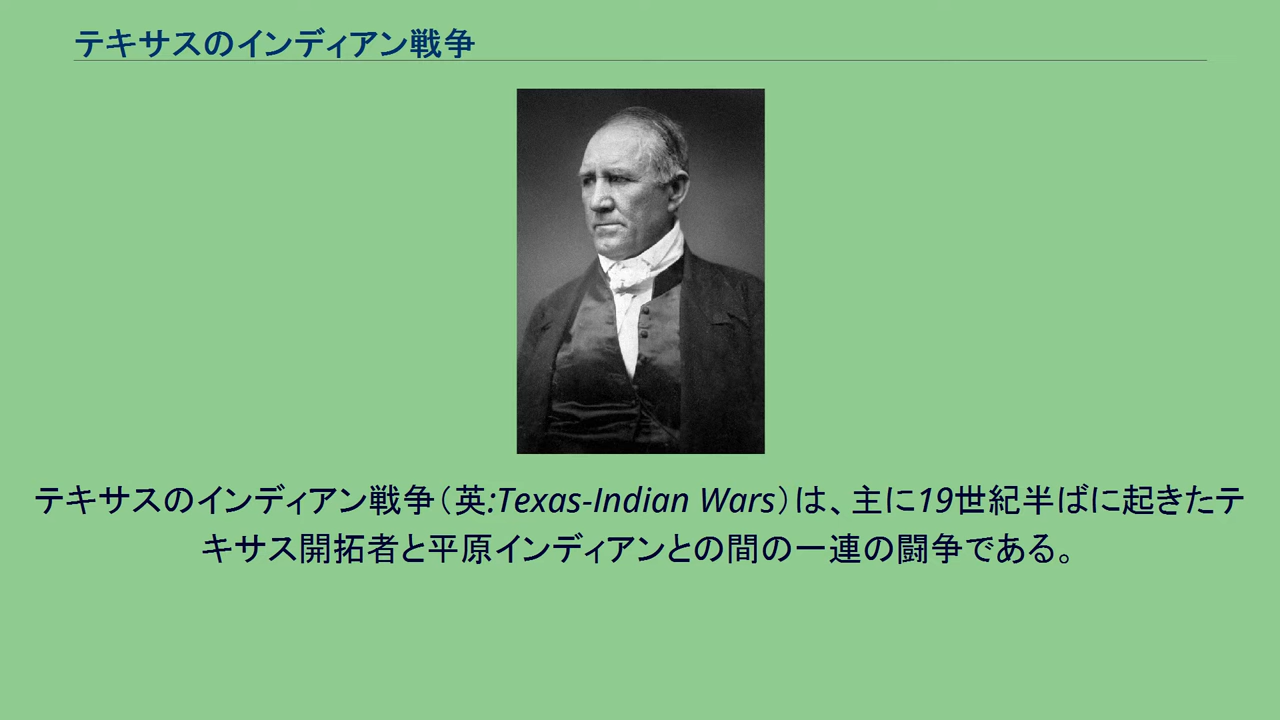 テキサスのインディアン戦争
テキサスのインディアン戦争（英:Texas-Indian Wars）は、主に19世紀半ばに起きたテ
キサス開拓者と平原インディアンとの間の一連の闘争である。